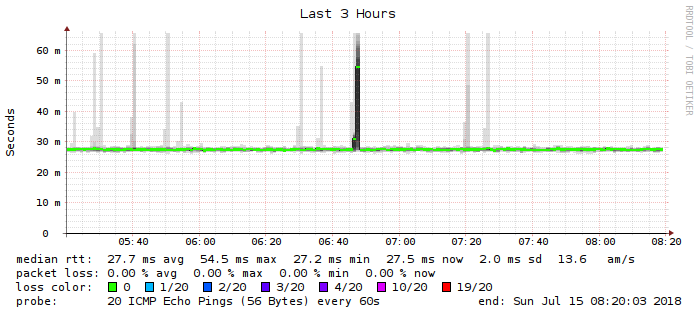 Last 3 Hours
RRDTOOL / TOBI OETIKER
Seconds
60 m
50 m
40 m
30 m
20 m
10 m
0
05:40 06:00 06:20 06:40 07:00 07:20 07:40 08:00 08:20
median rtt: 27.7 ms avg 54.5 ms max 27.2 ms min 27.5 ms now 2.0 ms sd 13.6 am/s
packet loss: 0.00 % avg 0.00 % max 0.00 % min 0.00 % now
loss color: 0 1/20 2/20 3/20 4/20 10/20 19/20
probe: 20 ICMP Echo Pings (56 Bytes) every 60s end: Sun Jul 15 08:20:03 2018